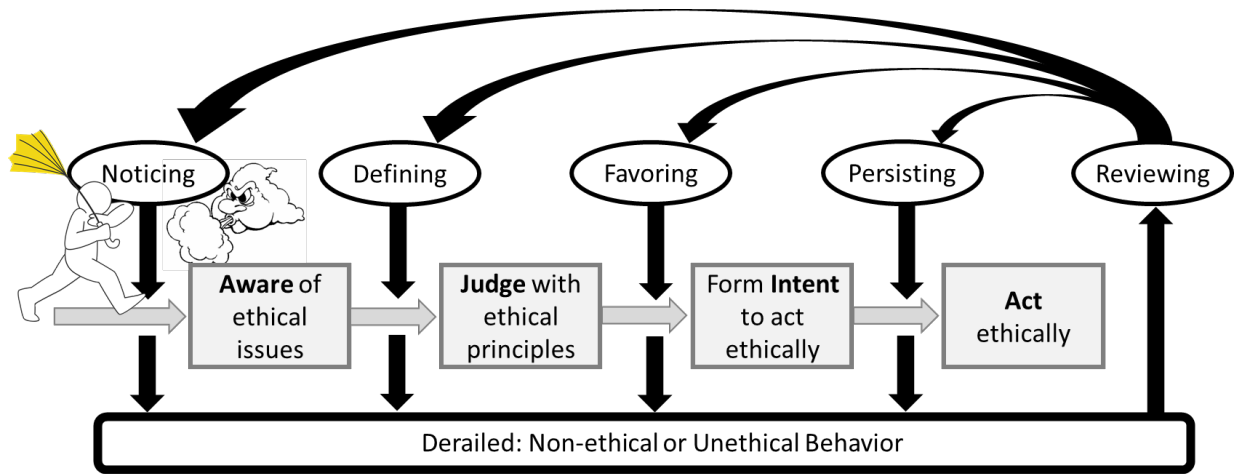 Noticing
Defining
Favoring
Persisting
Reviewing
Aware of
ethical
issues
Judge with
ethical
principles
Form Intent
to act
ethically
Act
ethically
Derailed: Non-ethical or Unethical Behavior